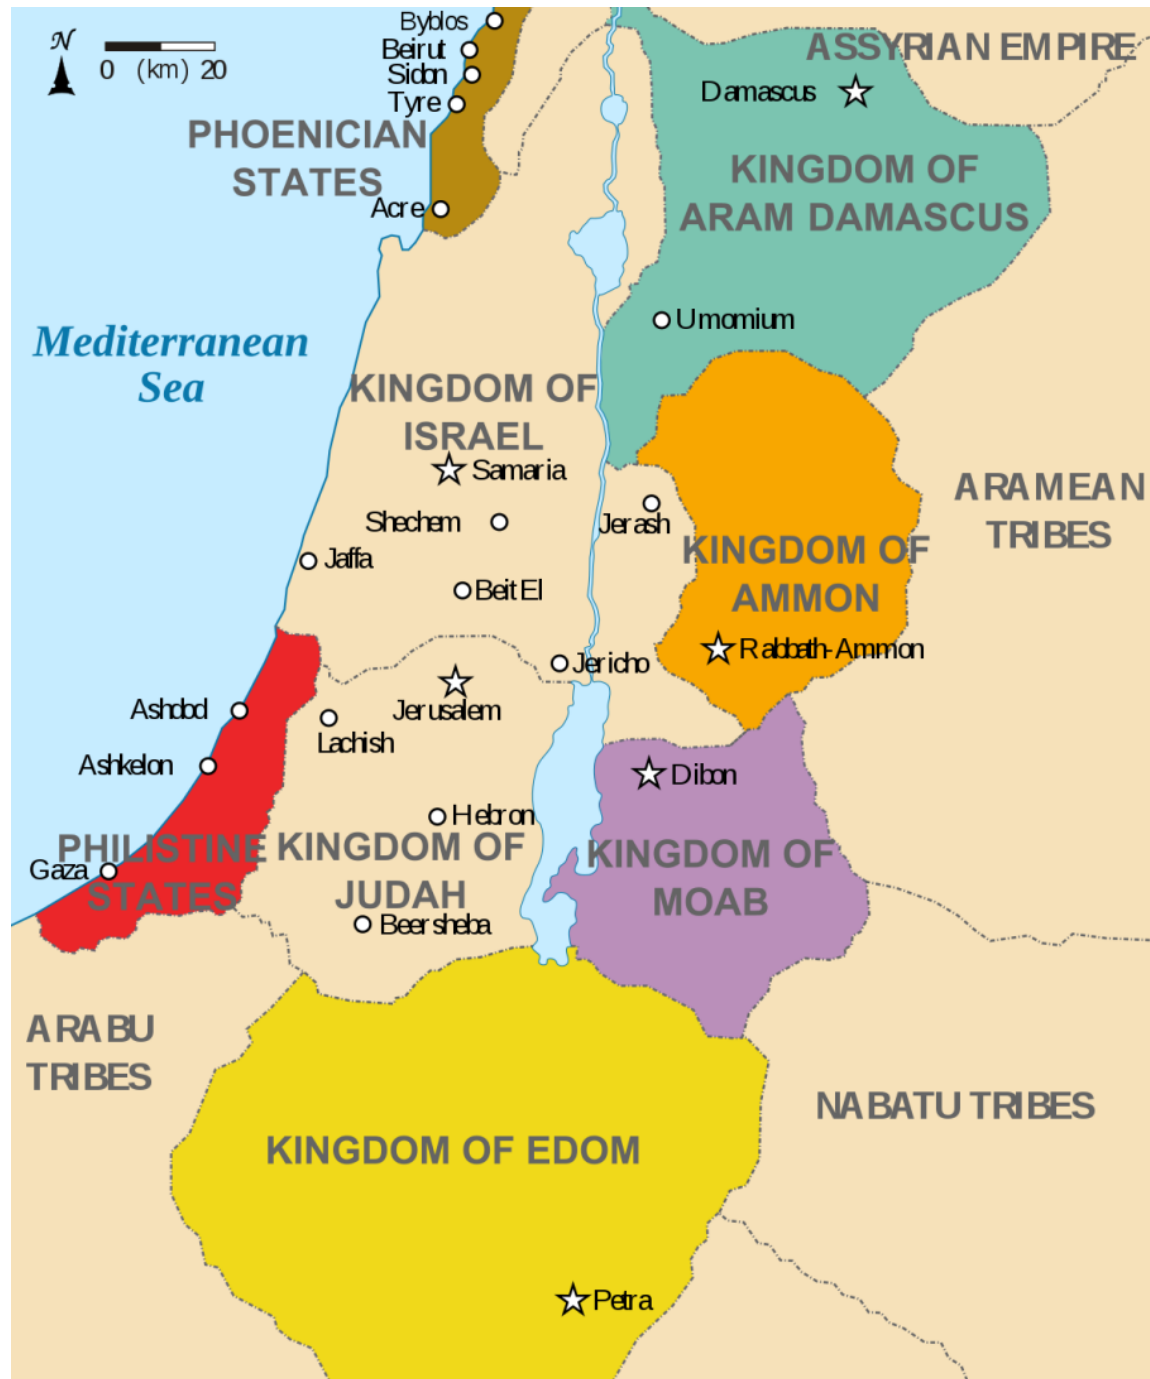 Byblos
N
Beirut
0 (km) 20
Sidon
Tyre
ASSYRIAN EMPIRE
Damascus
PHOENICIAN
STATES
KINGDOM OF
ARAM DAMASCUS
Acre
Umomium
Mediterranean
Sea
KINGDOM OF
ISRAEL
Samaria
Shechem
Jerash
ARAMEAN
TRIBES
Jaffa
KINGDOM OF
AMMON
Beit El
Rabbath-Ammon
Jericho
Jerusalem
Ashdod
Lachish
Ashkelon
Dibon
Hebron
PHILISTINE
STATES
Gaza
KINGDOM OF
JUDAH
KINGDOM OF
MOAB
Beersheba
ARABU
TRIBES
NABATU TRIBES
KINGDOM OF EDOM
Petra